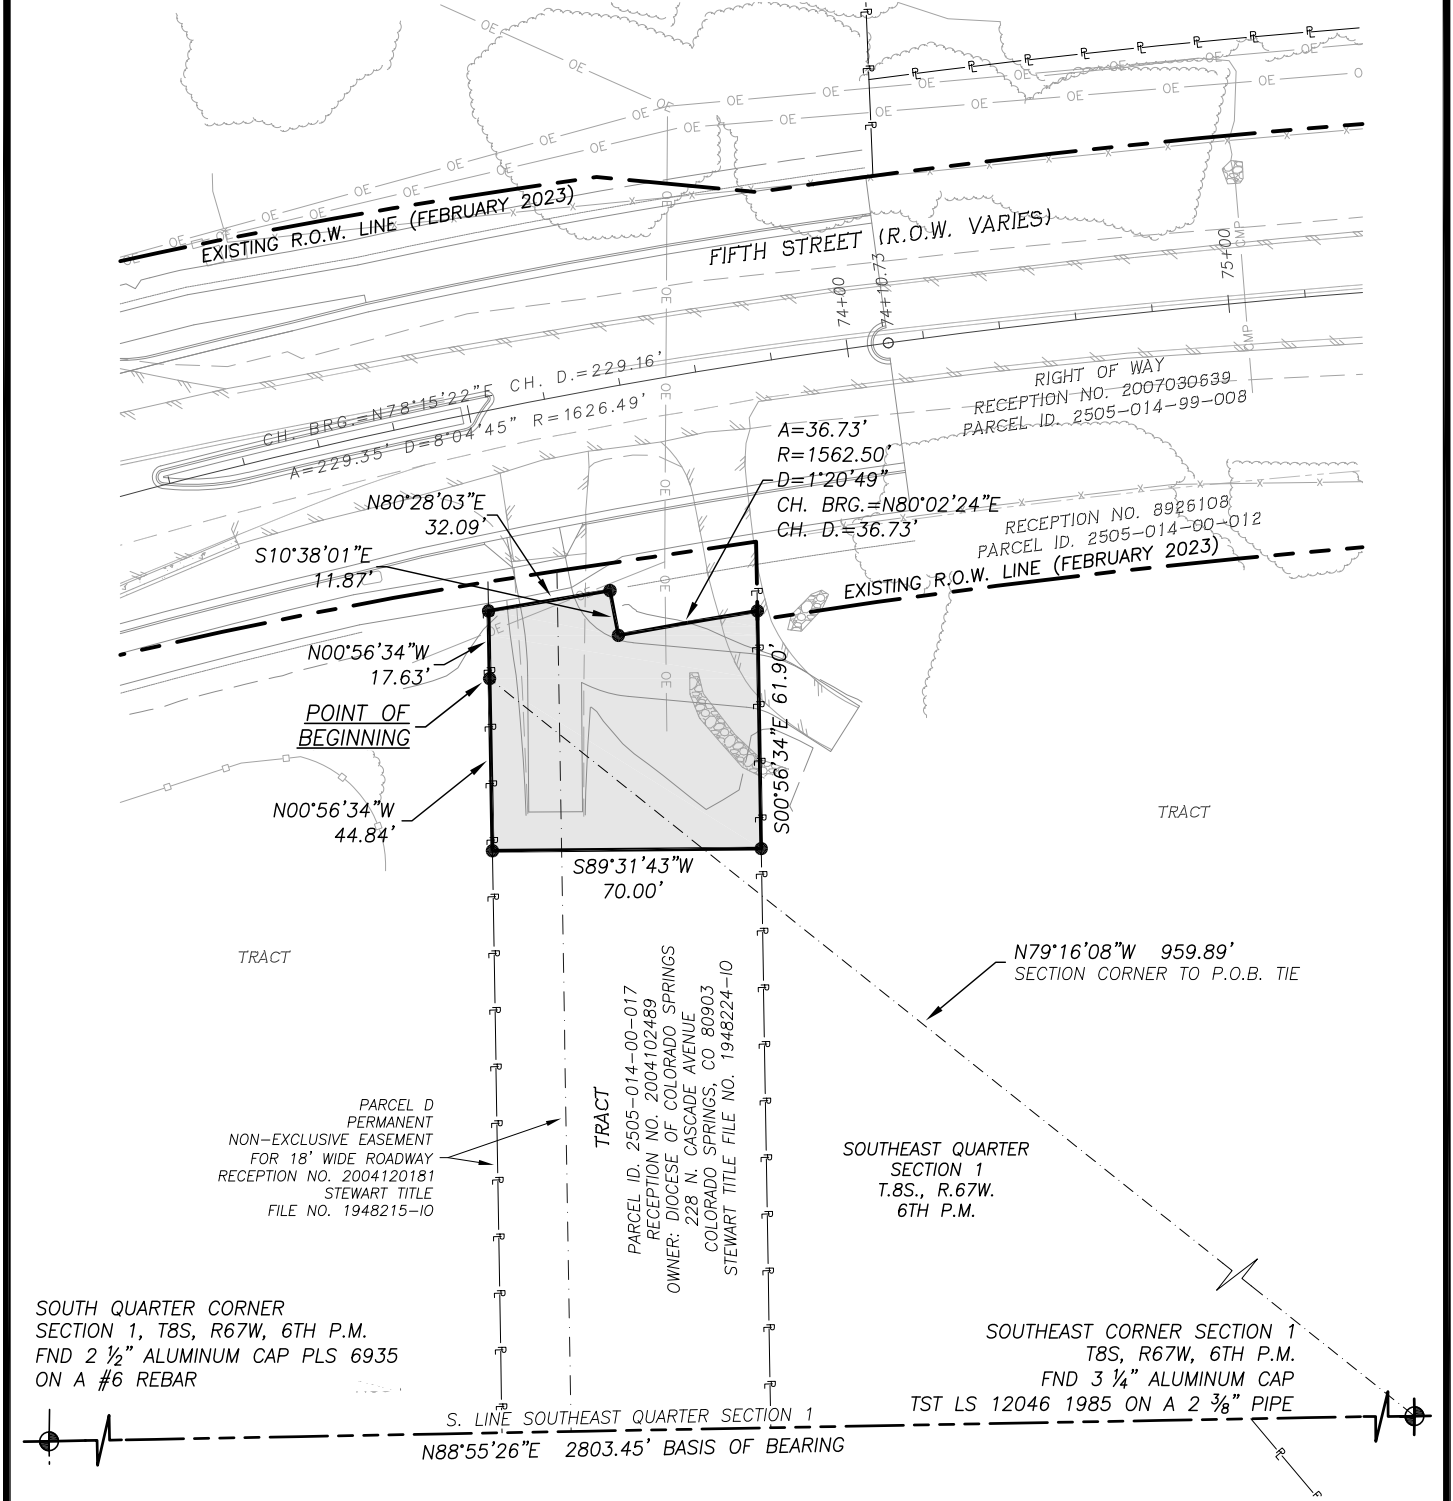 EXISTING R.O.W. LINE (FEBRUARY 2023)
FIFTH STREET (R.O.W. VARIES)
74+00
74+10.73
75+00
CMP
CMP
CH. BRG.=N78°15'22"E CH. D.=229.16'
A=229.35' D=8°04'45" R=1626.49'
RIGHT OF WAY
RECEPTION NO. 2007030639
PARCEL ID. 2505-014-99-008
A=36.73'
R=1562.50'
D=1°20'49"
CH. BRG.=N80°02'24"E
CH. D.=36.73'
RECEPTION NO. 8926108
PARCEL ID. 2505-014-00-012
EXISTING R.O.W. LINE (FEBRUARY 2023)
N80°28'03"E
32.09'
S10°38'01"E
11.87'
N00°56'34"W
17.63'
POINT OF
BEGINNING
N00°56'34"W
44.84'
S00°56'34"E 61.90'
S89°31'43"W
70.00'
TRACT
TRACT
N79°16'08"W 959.89'
SECTION CORNER TO P.O.B. TIE
TRACT
PARCEL ID. 2505-014-00-017
RECEPTION NO. 2004102489
OWNER: DIOCESE OF COLORADO SPRINGS
228 N. CASCADE AVENUE
COLORADO SPRINGS, CO 80903
STEWART TITLE FILE NO. 1948224-IO
PARCEL D
PERMANENT
NON-EXCLUSIVE EASEMENT
FOR 18' WIDE ROADWAY
RECEPTION NO. 2004120181
STEWART TITLE
FILE NO. 1948215-IO
SOUTHEAST QUARTER
SECTION 1
T.8S., R.67W.
6TH P.M.
SOUTH QUARTER CORNER
SECTION 1, T8S, R67W, 6TH P.M.
FND 2 ½" ALUMINUM CAP PLS 6935
ON A #6 REBAR
SOUTHEAST CORNER SECTION 1
T8S, R67W, 6TH P.M.
FND 3 ¼" ALUMINUM CAP
TST LS 12046 1985 ON A 2 ⅜" PIPE
S. LINE SOUTHEAST QUARTER SECTION 1
N88°55'26"E 2803.45' BASIS OF BEARING